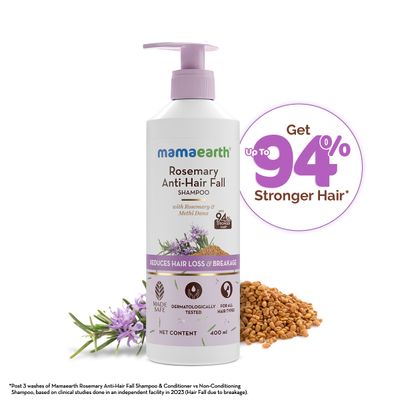 mamaearth®
Rosemary
Anti-Hair Fall
SHAMPOO
with Rosemary &
Methi Dana
94%
STRONGER
HAIR*
REDUCES HAIR LOSS & BREAKAGE
MADE
SAFE
DERMATOLOGICALLY
TESTED
FOR ALL
HAIR TYPES
NET CONTENT 400 ml
Get
Up To
94%
Stronger Hair*
*Post 3 washes of Mamaearth Rosemary Anti-Hair Fall Shampoo & Conditioner vs Non-Conditioning
Shampoo, based on clinical studies done in an independent facility in 2023 (Hair Fall due to breakage).